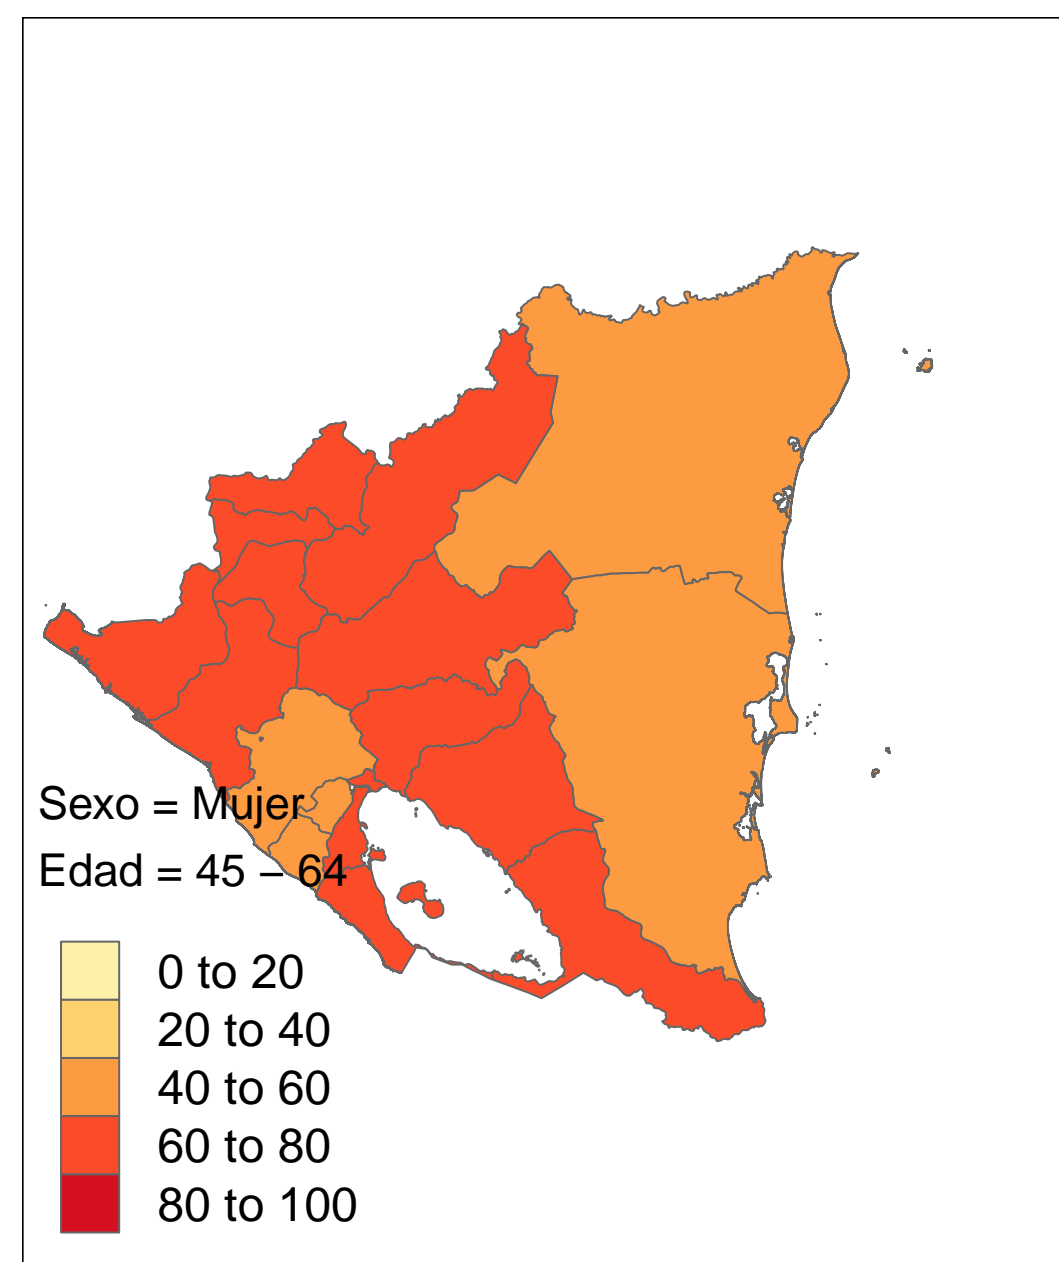 Sexo = Mujer
Edad = 45 – 64
0 to 20
20 to 40
40 to 60
60 to 80
80 to 100